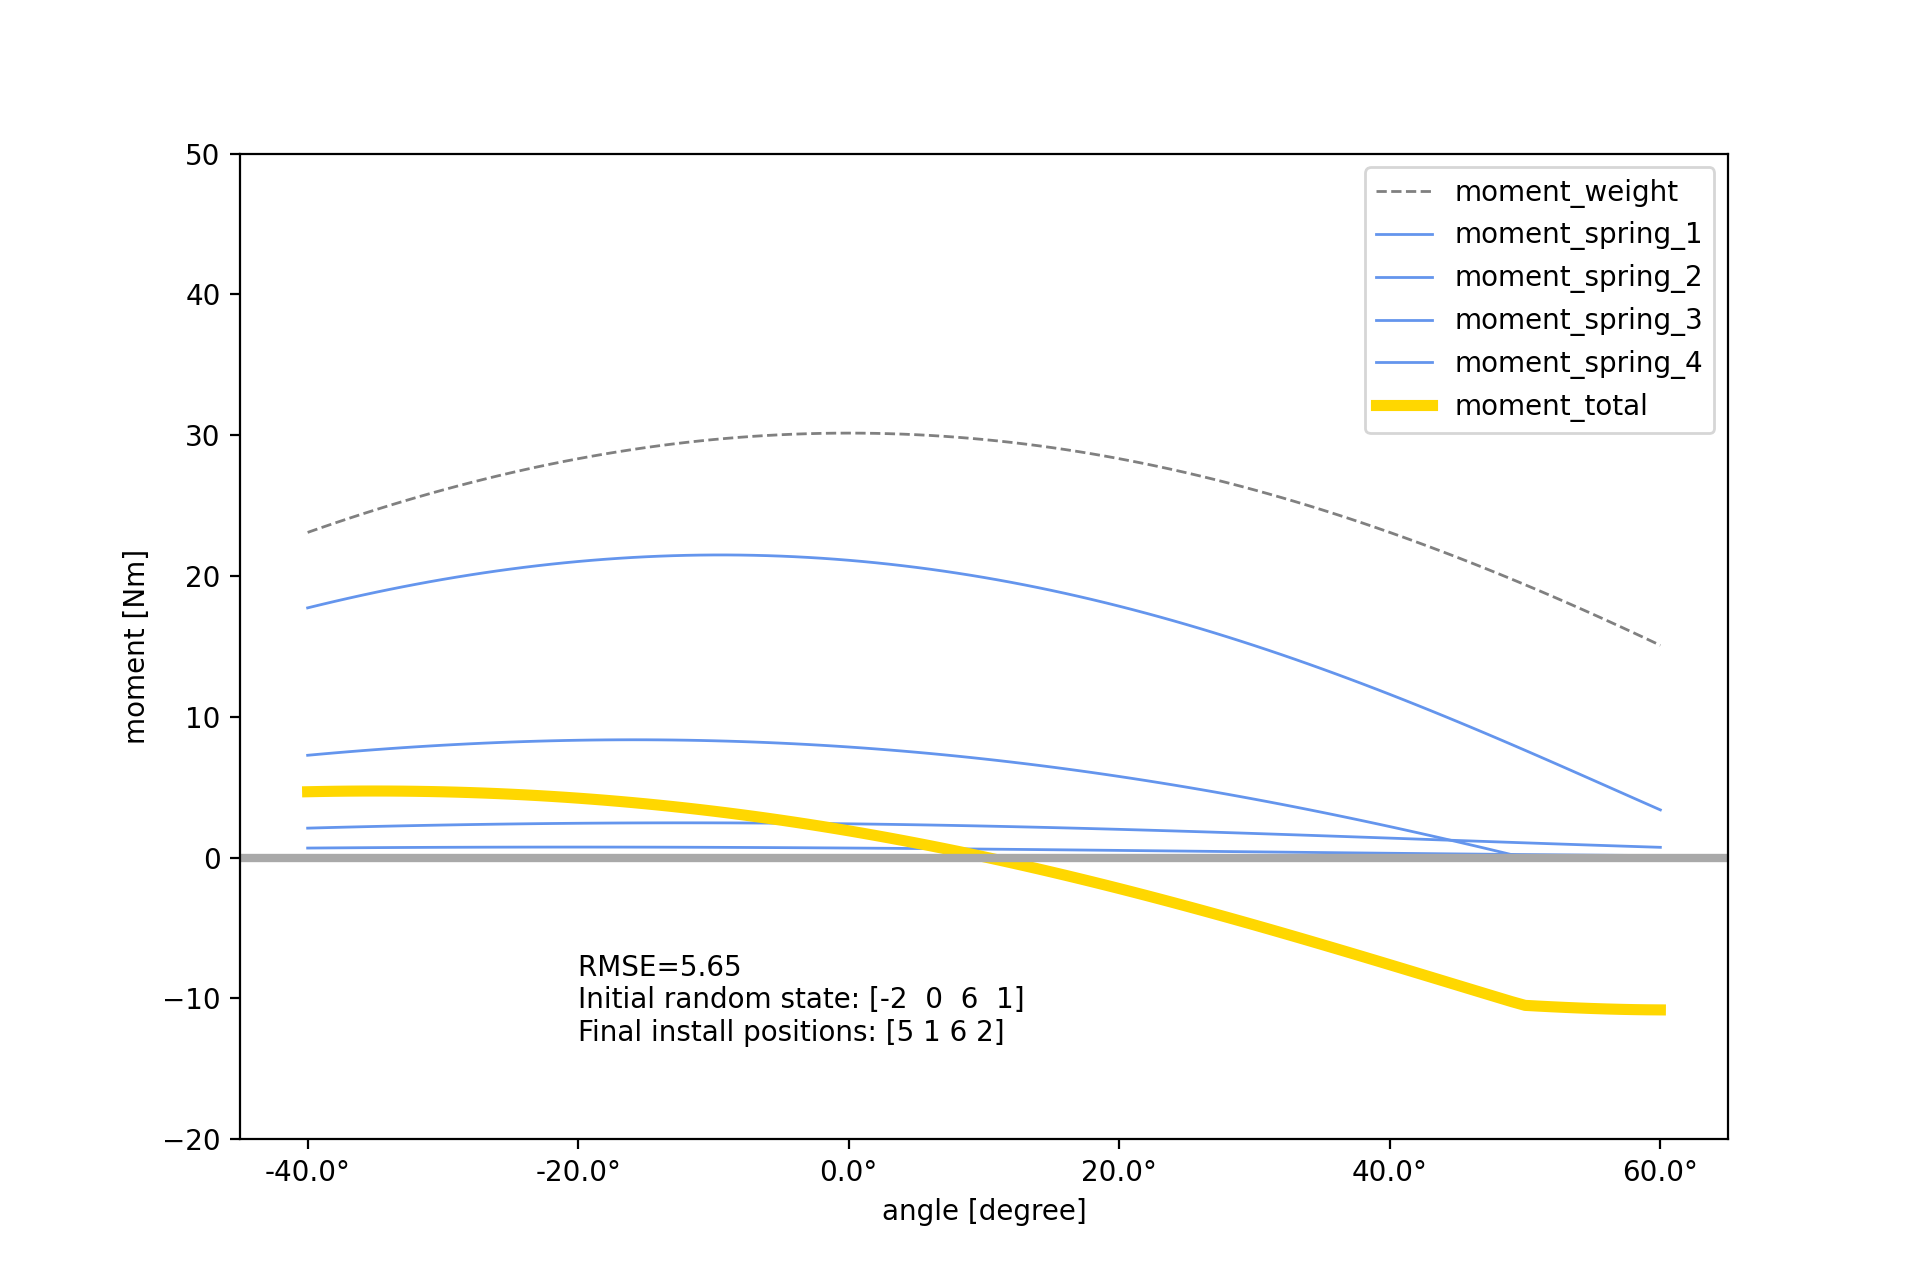 50
40
30
20
10
0
−10
−20
moment [Nm]
moment_weight
moment_spring_1
moment_spring_2
moment_spring_3
moment_spring_4
moment_total
RMSE=5.65
Initial random state: [-2  0  6  1]
Final install positions: [5 1 6 2]
-40.0° -20.0° 0.0° 20.0° 40.0° 60.0°
angle [degree]